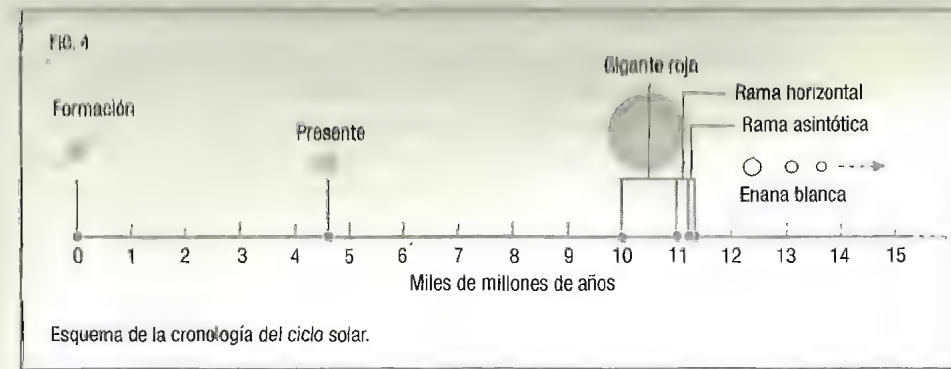 FIG. 4
Formación
Presente
Gigante roja
Rama horizontal
Rama asintótica
Enana blanca
0 1 2 3 4 5 6 7 8 9 10 11 12 13 14 15
Miles de millones de años
Esquema de la cronología del ciclo solar.